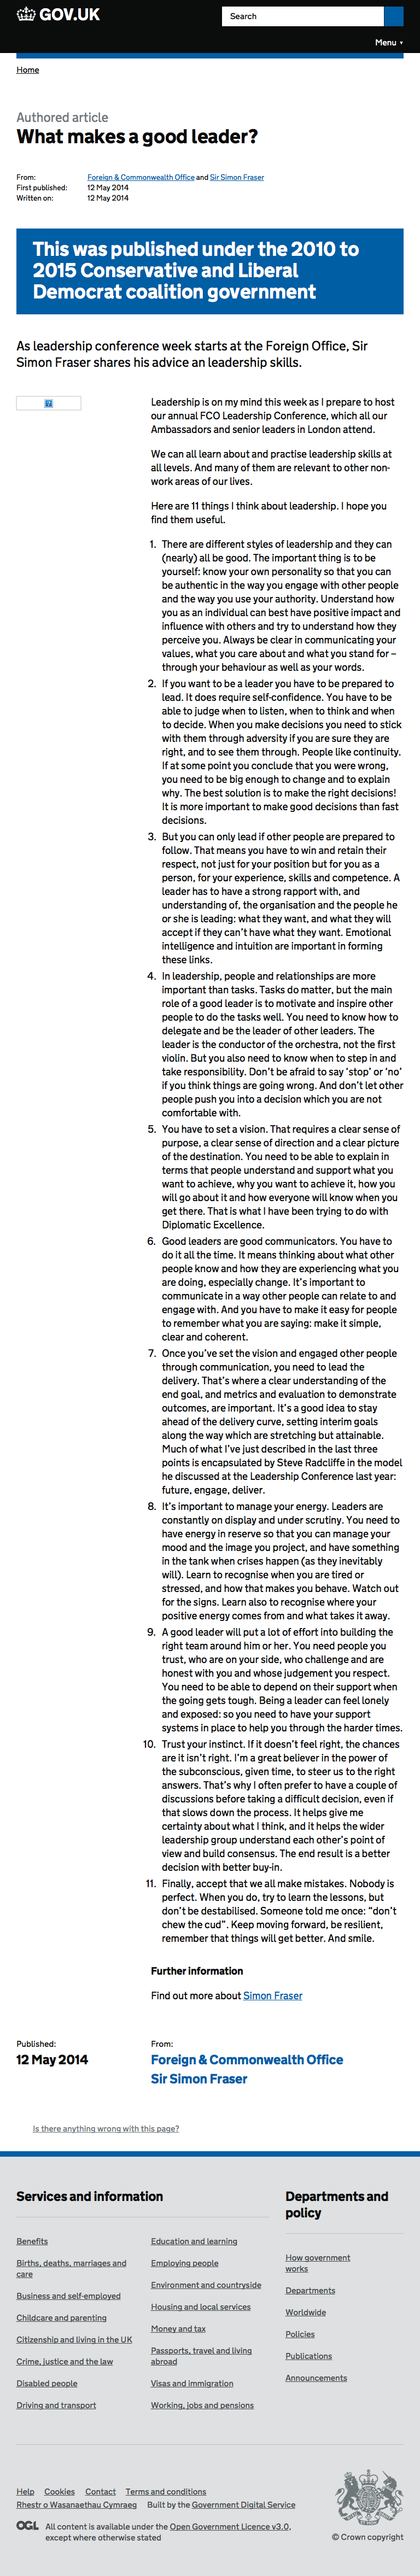 GOV.UK
Search
Menu ▾
Home
Authored article
What makes a good leader?
From: Foreign & Commonwealth Office and Sir Simon Fraser
First published: 12 May 2014
Written on: 12 May 2014
This was published under the 2010 to
2015 Conservative and Liberal
Democrat coalition government
As leadership conference week starts at the Foreign Office, Sir
Simon Fraser shares his advice an leadership skills.
Leadership is on my mind this week as I prepare to host
our annual FCO Leadership Conference, which all our
Ambassadors and senior leaders in London attend.
We can all learn about and practise leadership skills at
all levels. And many of them are relevant to other non-
work areas of our lives.
Here are 11 things I think about leadership. I hope you
find them useful.
1. There are different styles of leadership and they can
(nearly) all be good. The important thing is to be
yourself: know your own personality so that you can
be authentic in the way you engage with other people
and the way you use your authority. Understand how
you as an individual can best have positive impact and
influence with others and try to understand how they
perceive you. Always be clear in communicating your
values, what you care about and what you stand for –
through your behaviour as well as your words.
2. If you want to be a leader you have to be prepared to
lead. It does require self-confidence. You have to be
able to judge when to listen, when to think and when
to decide. When you make decisions you need to stick
with them through adversity if you are sure they are
right, and to see them through. People like continuity.
If at some point you conclude that you were wrong,
you need to be big enough to change and to explain
why. The best solution is to make the right decisions!
It is more important to make good decisions than fast
decisions.
3. But you can only lead if other people are prepared to
follow. That means you have to win and retain their
respect, not just for your position but for you as a
person, for your experience, skills and competence. A
leader has to have a strong rapport with, and
understanding of, the organisation and the people he
or she is leading: what they want, and what they will
accept if they can’t have what they want. Emotional
intelligence and intuition are important in forming
these links.
4. In leadership, people and relationships are more
important than tasks. Tasks do matter, but the main
role of a good leader is to motivate and inspire other
people to do the tasks well. You need to know how to
delegate and be the leader of other leaders. The
leader is the conductor of the orchestra, not the first
violin. But you also need to know when to step in and
take responsibility. Don’t be afraid to say ‘stop’ or ‘no’
if you think things are going wrong. And don’t let other
people push you into a decision which you are not
comfortable with.
5. You have to set a vision. That requires a clear sense of
purpose, a clear sense of direction and a clear picture
of the destination. You need to be able to explain in
terms that people understand and support what you
want to achieve, why you want to achieve it, how you
will go about it and how everyone will know when you
get there. That is what I have been trying to do with
Diplomatic Excellence.
6. Good leaders are good communicators. You have to
do it all the time. It means thinking about what other
people know and how they are experiencing what you
are doing, especially change. It’s important to
communicate in a way other people can relate to and
engage with. And you have to make it easy for people
to remember what you are saying: make it simple,
clear and coherent.
7. Once you’ve set the vision and engaged other people
through communication, you need to lead the
delivery. That’s where a clear understanding of the
end goal, and metrics and evaluation to demonstrate
outcomes, are important. It’s a good idea to stay
ahead of the delivery curve, setting interim goals
along the way which are stretching but attainable.
Much of what I’ve just described in the last three
points is encapsulated by Steve Radcliffe in the model
he discussed at the Leadership Conference last year:
future, engage, deliver.
8. It’s important to manage your energy. Leaders are
constantly on display and under scrutiny. You need to
have energy in reserve so that you can manage your
mood and the image you project, and have something
in the tank when crises happen (as they inevitably
will). Learn to recognise when you are tired or
stressed, and how that makes you behave. Watch out
for the signs. Learn also to recognise where your
positive energy comes from and what takes it away.
9. A good leader will put a lot of effort into building the
right team around him or her. You need people you
trust, who are on your side, who challenge and are
honest with you and whose judgement you respect.
You need to be able to depend on their support when
the going gets tough. Being a leader can feel lonely
and exposed: so you need to have your support
systems in place to help you through the harder times.
10. Trust your instinct. If it doesn’t feel right, the chances
are it isn’t right. I’m a great believer in the power of
the subconscious, given time, to steer us to the right
answers. That’s why I often prefer to have a couple of
discussions before taking a difficult decision, even if
that slows down the process. It helps give me
certainty about what I think, and it helps the wider
leadership group understand each other’s point of
view and build consensus. The end result is a better
decision with better buy-in.
11. Finally, accept that we all make mistakes. Nobody is
perfect. When you do, try to learn the lessons, but
don’t be destabilised. Someone told me once: “don’t
chew the cud”. Keep moving forward, be resilient,
remember that things will get better. And smile.
Further information
Find out more about Simon Fraser
Published: From:
12 May 2014 Foreign & Commonwealth Office
Sir Simon Fraser
Is there anything wrong with this page?
Services and information
Benefits
Births, deaths, marriages and
care
Business and self-employed
Childcare and parenting
Citizenship and living in the UK
Crime, justice and the law
Disabled people
Driving and transport
Education and learning
Employing people
Environment and countryside
Housing and local services
Money and tax
Passports, travel and living
abroad
Visas and immigration
Working, jobs and pensions
Departments and
policy
How government
works
Departments
Worldwide
Policies
Publications
Announcements
Help Cookies Contact Terms and conditions
Rhestr o Wasanaethau Cymraeg Built by the Government Digital Service
OGL All content is available under the Open Government Licence v3.0,
except where otherwise stated
© Crown copyright